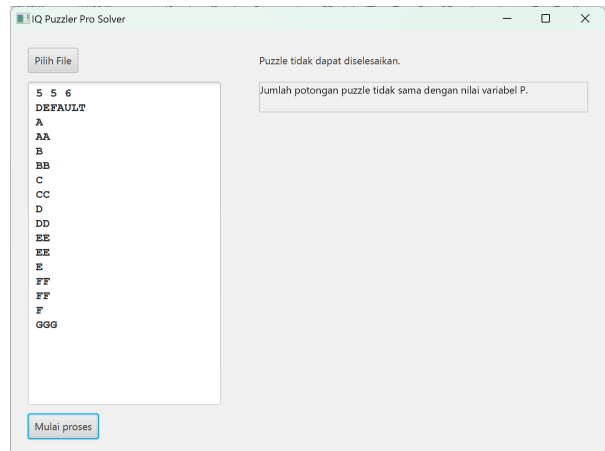 IQ Puzzler Pro Solver
Pilih File
Puzzle tidak dapat diselesaikan.
Jumlah potongan puzzle tidak sama dengan nilai variabel P.
5 5 6
DEFAULT
A
AA
B
BB
C
CC
D
DD
EE
EE
E
FF
FF
F
GGG
Mulai proses